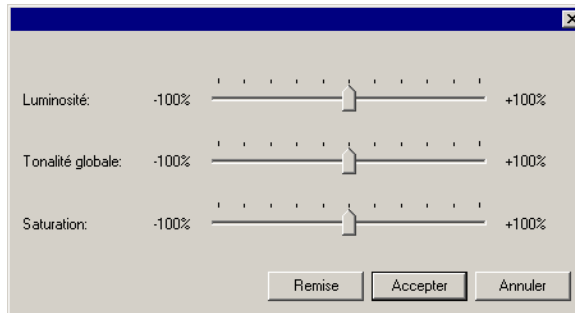 Luminosité: -100% +100%
Tonalité globale: -100% +100%
Saturation: -100% +100%
Remise Accepter Annuler